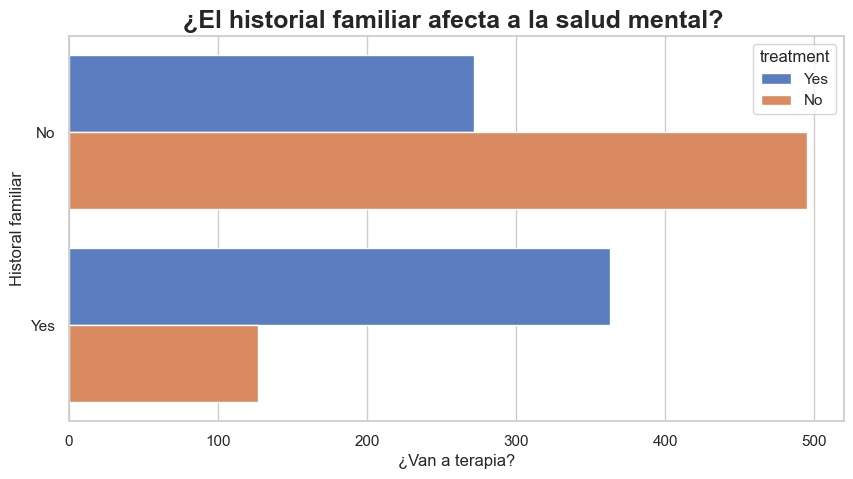 ¿El historial familiar afecta a la salud mental?
treatment
Yes
No
Historal familiar
No
Yes
0 100 200 300 400 500
¿Van a terapia?